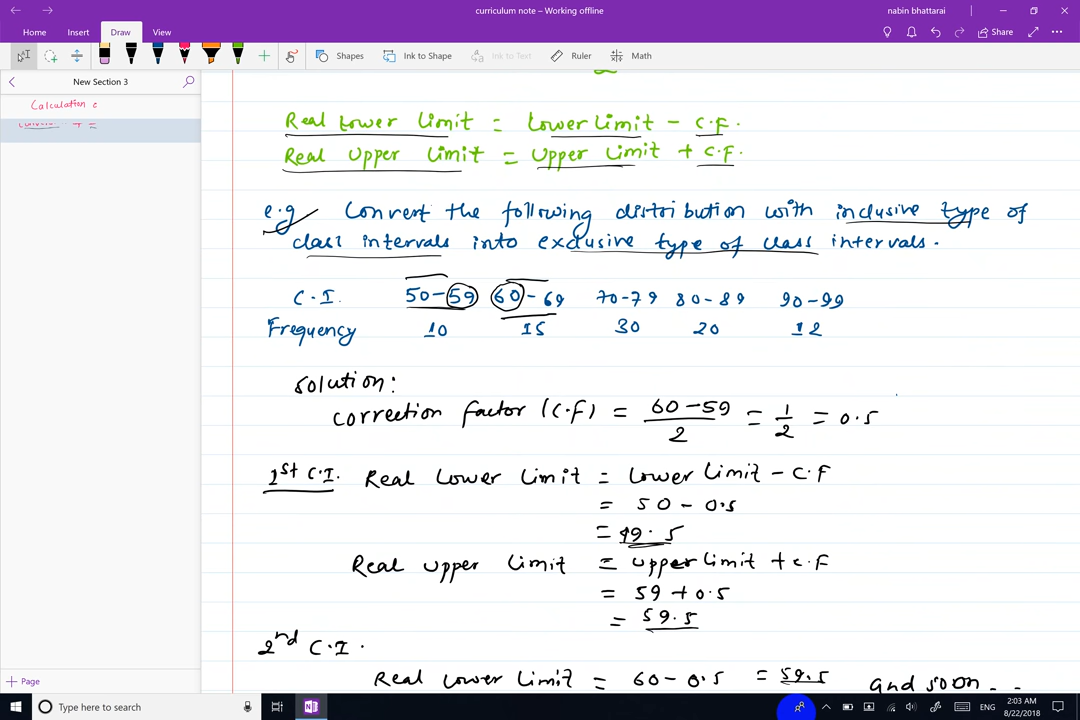 curriculum note – Working offline
nabin bhattarai
Home Insert Draw View
Share
Shapes Ink to Shape Ink to Text Ruler Math
New Section 3
Calculation c
2
Real Lower Limit = Lower Limit - C.F.
Real Upper Limit = Upper Limit + C.F.
e.g Convert the following distribution with inclusive type of
class intervals into exclusive type of class intervals.
C.I. 50-59 60-69 70-79 80-89 90-99
Frequency 10 15 30 20 12
Solution:
Correction factor (C.F) = 60-59 / 2 = 1/2 = 0.5
1st C.I. Real Lower Limit = Lower Limit - C.F
= 50 - 0.5
= 49.5
Real Upper Limit = Upper Limit + C.F
= 59 + 0.5
= 59.5
2nd C.I.
Real Lower Limit = 60 - 0.5 = 59.5 and soon...
+ Page
Type here to search
ENG
2:03 AM
8/22/2018